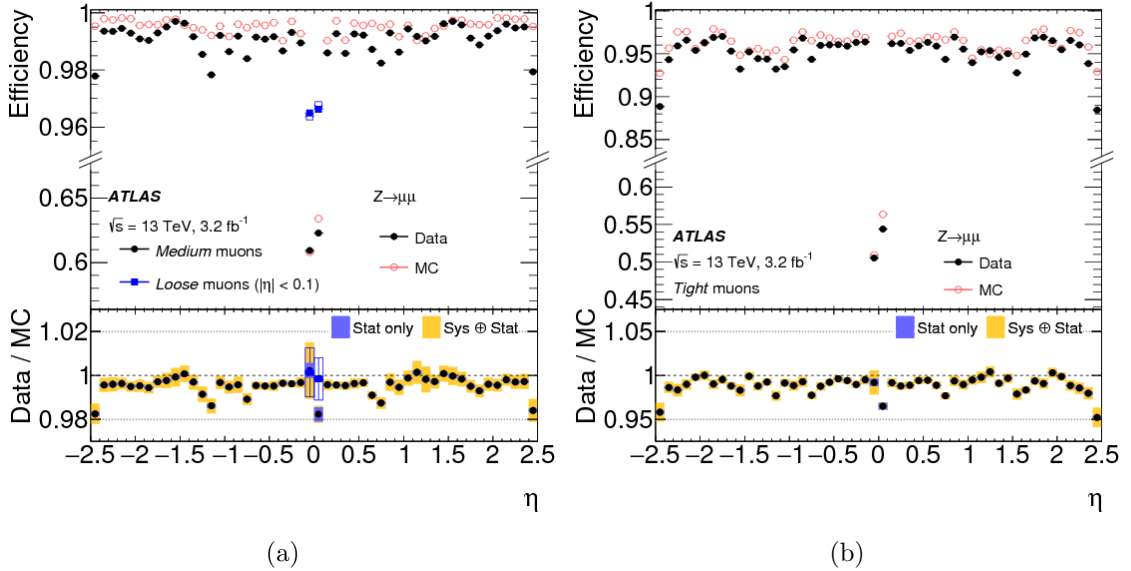 1
0.98
0.96
0.65
0.6
Efficiency
ATLAS
√s = 13 TeV, 3.2 fb⁻¹
Medium muons
Loose muons (|η| < 0.1)
Z→μμ
Data
MC
1.02
1
0.98
Data / MC
Stat only
Sys ⊕ Stat
−2.5 −2 −1.5 −1 −0.5 0 0.5 1 1.5 2 2.5
η
(a)
1
0.95
0.9
0.85
0.6
0.55
0.5
0.45
Efficiency
ATLAS
√s = 13 TeV, 3.2 fb⁻¹
Tight muons
Z→μμ
Data
MC
1.05
1
0.95
Data / MC
Stat only
Sys ⊕ Stat
−2.5 −2 −1.5 −1 −0.5 0 0.5 1 1.5 2 2.5
η
(b)